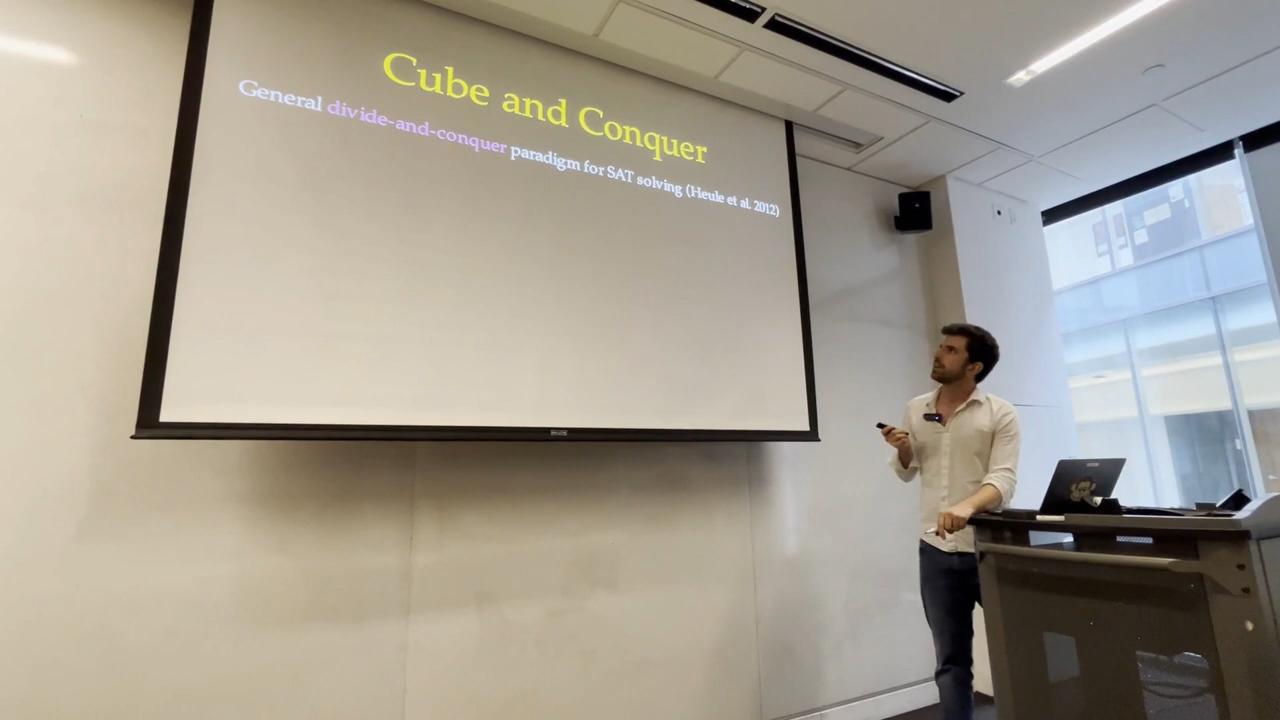 Cube and Conquer
General divide-and-conquer paradigm for SAT solving (Heule et al. 2012)